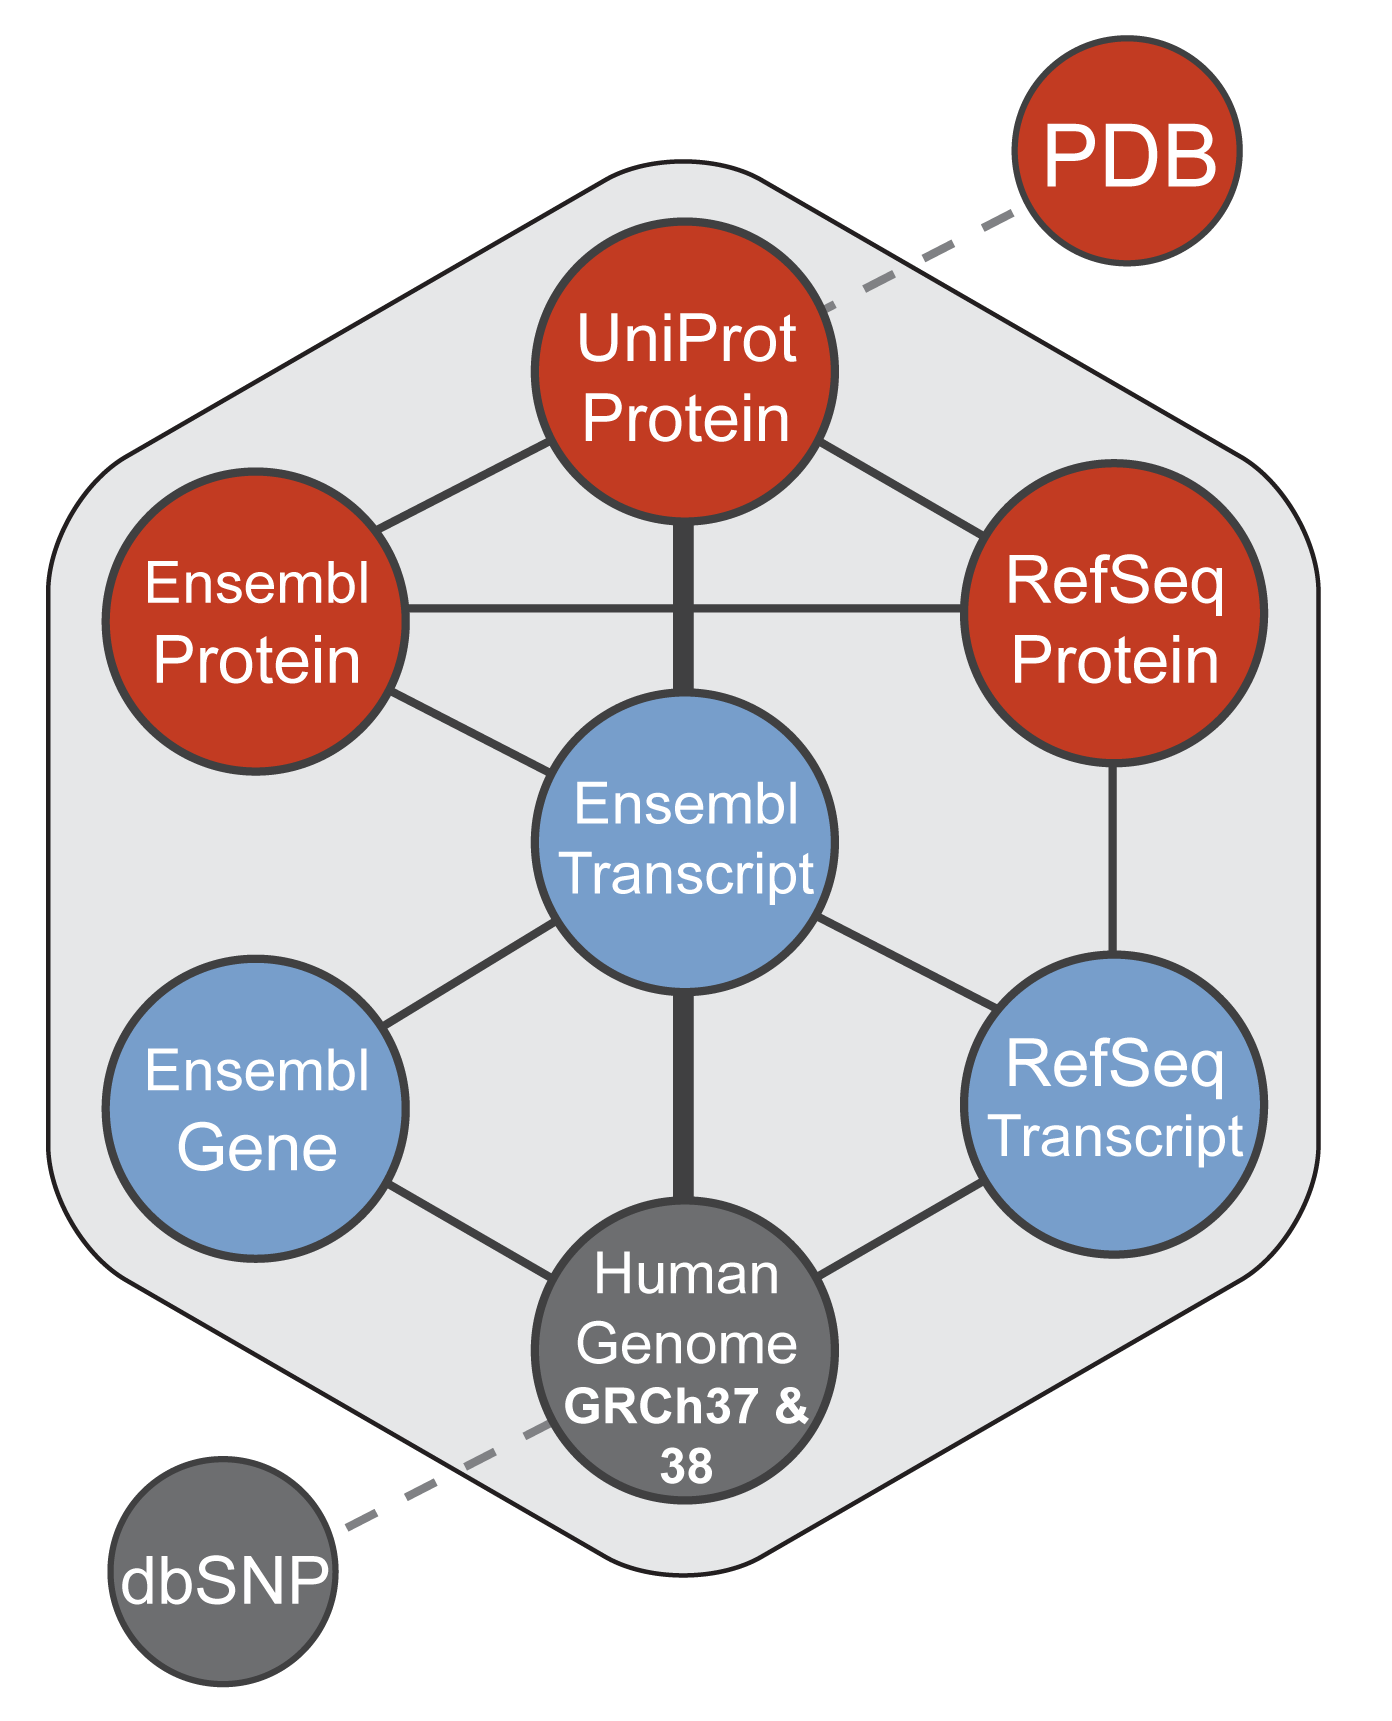 PDB
UniProt
Protein
Ensembl
Protein
RefSeq
Protein
Ensembl
Transcript
Ensembl
Gene
RefSeq
Transcript
Human
Genome
GRCh37 &
38
dbSNP